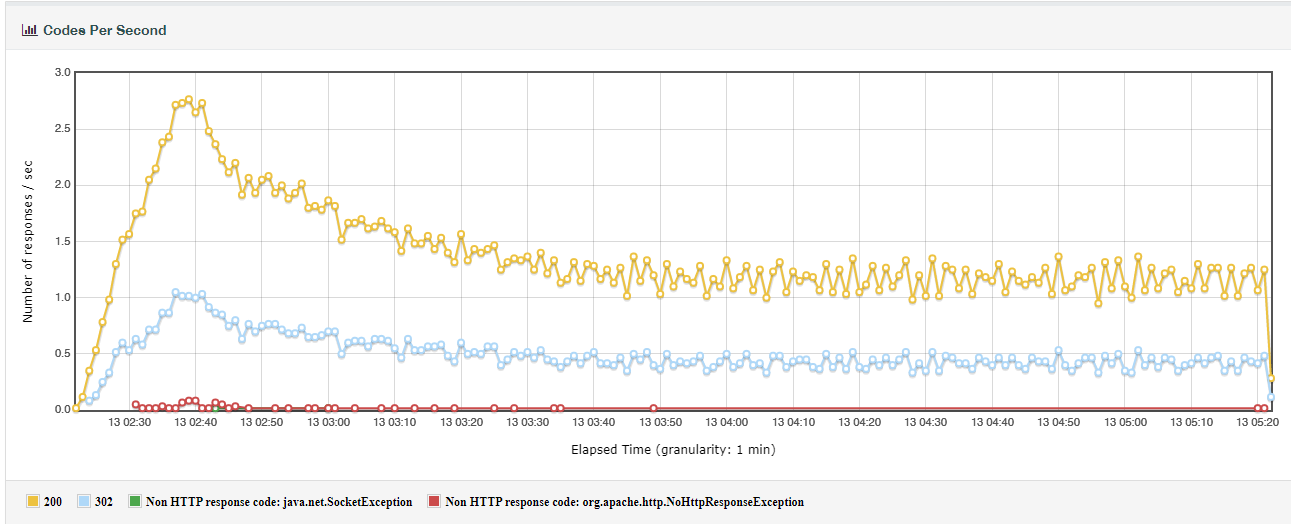 Codes Per Second
3.0
2.5
2.0
1.5
1.0
0.5
0.0
Number of responses / sec
13 02:30 13 02:40 13 02:50 13 03:00 13 03:10 13 03:20 13 03:30 13 03:40 13 03:50 13 04:00 13 04:10 13 04:20 13 04:30 13 04:40 13 04:50 13 05:00 13 05:10 13 05:20
Elapsed Time (granularity: 1 min)
200 302 Non HTTP response code: java.net.SocketException Non HTTP response code: org.apache.http.NoHttpResponseException